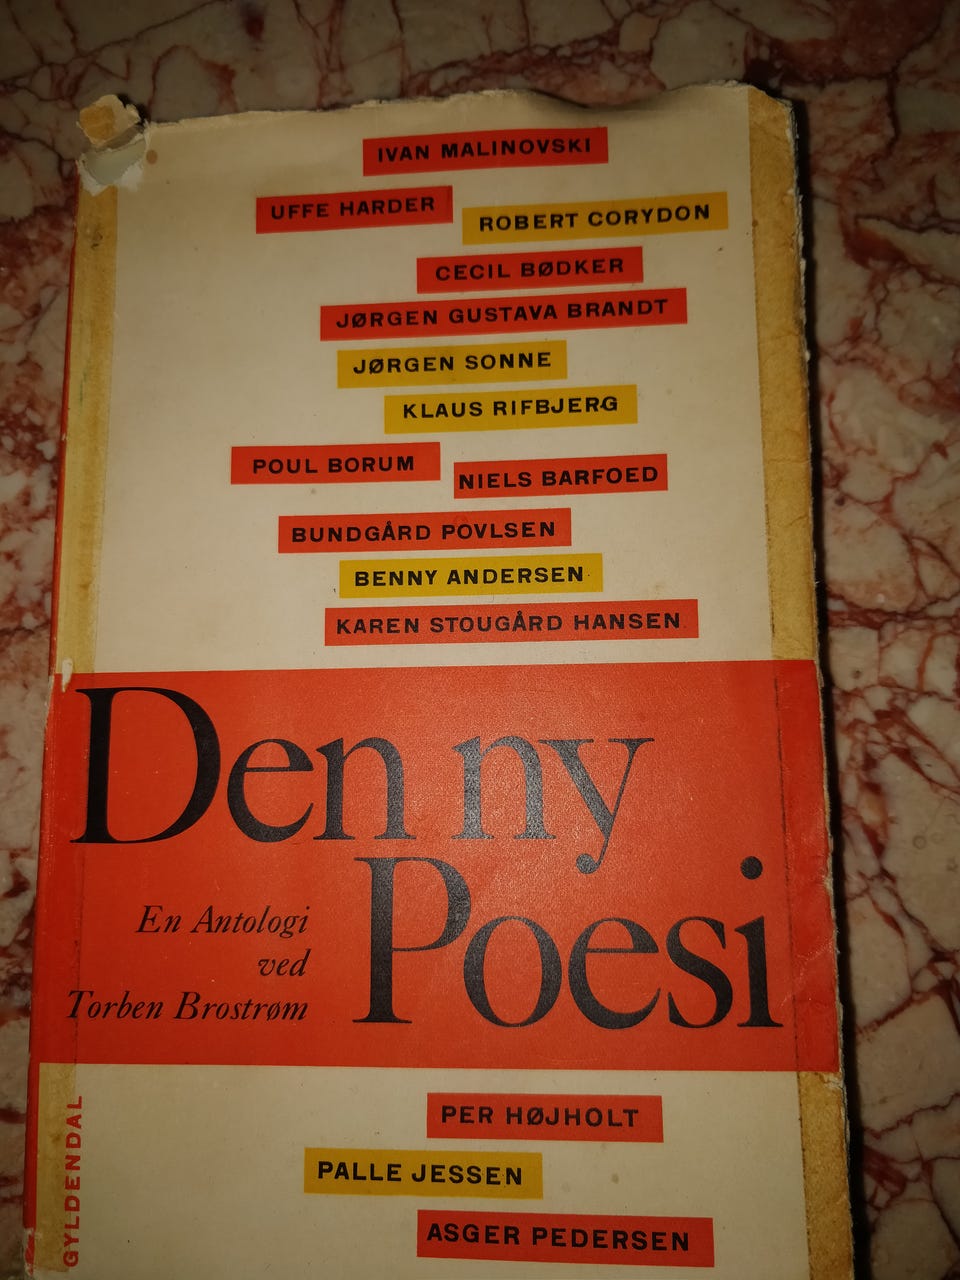 IVAN MALINOVSKI
UFFE HARDER
ROBERT CORYDON
CECIL BØDKER
JØRGEN GUSTAVA BRANDT
JØRGEN SONNE
KLAUS RIFBJERG
POUL BORUM
NIELS BARFOED
BUNDGÅRD POVLSEN
BENNY ANDERSEN
KAREN STOUGÅRD HANSEN
Den ny
Poesi
En Antologi
ved
Torben Brostrøm
PER HØJHOLT
PALLE JESSEN
ASGER PEDERSEN
GYLDENDAL